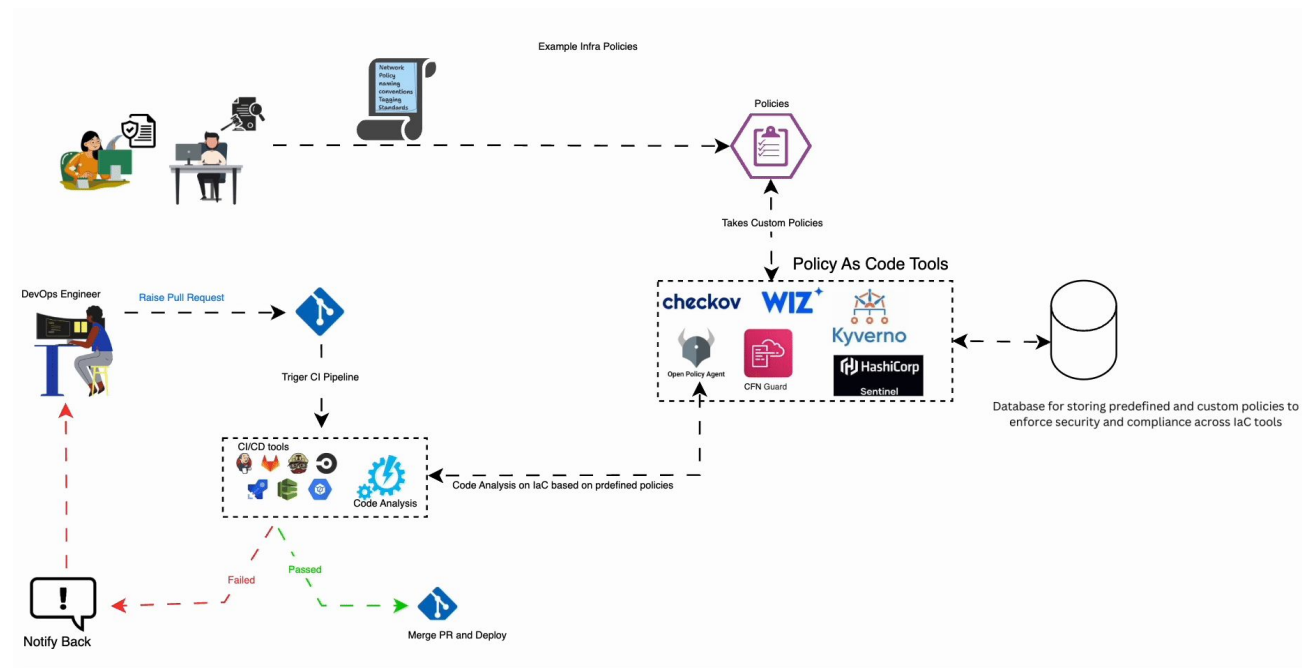 Example Infra Policies
Network
Policy
naming
conventions
Tagging
Standards
Policies
Takes Custom Policies
Policy As Code Tools
checkov
WIZ
Kyverno
Open Policy Agent
CFN Guard
HashiCorp
Sentinel
Database for storing predefined and custom policies to
enforce security and compliance across IaC tools
DevOps Engineer
Raise Pull Request
Triger CI Pipeline
CI/CD tools
Code Analysis
Code Analysis on IaC based on prdefined policies
Failed
Passed
Notify Back
Merge PR and Deploy